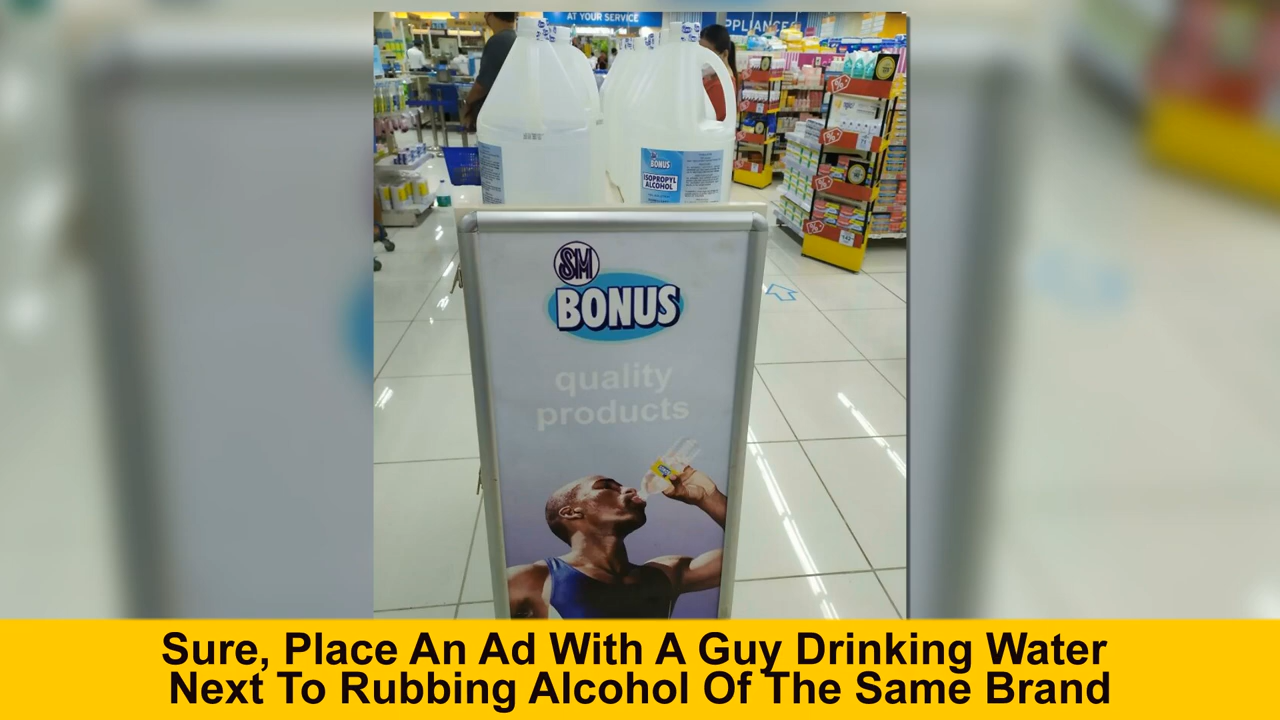 AT YOUR SERVICE
PPLIANCES
BONUS
ISOPROPYL
ALCOHOL
SM
BONUS
quality
products
Sure, Place An Ad With A Guy Drinking Water
Next To Rubbing Alcohol Of The Same Brand